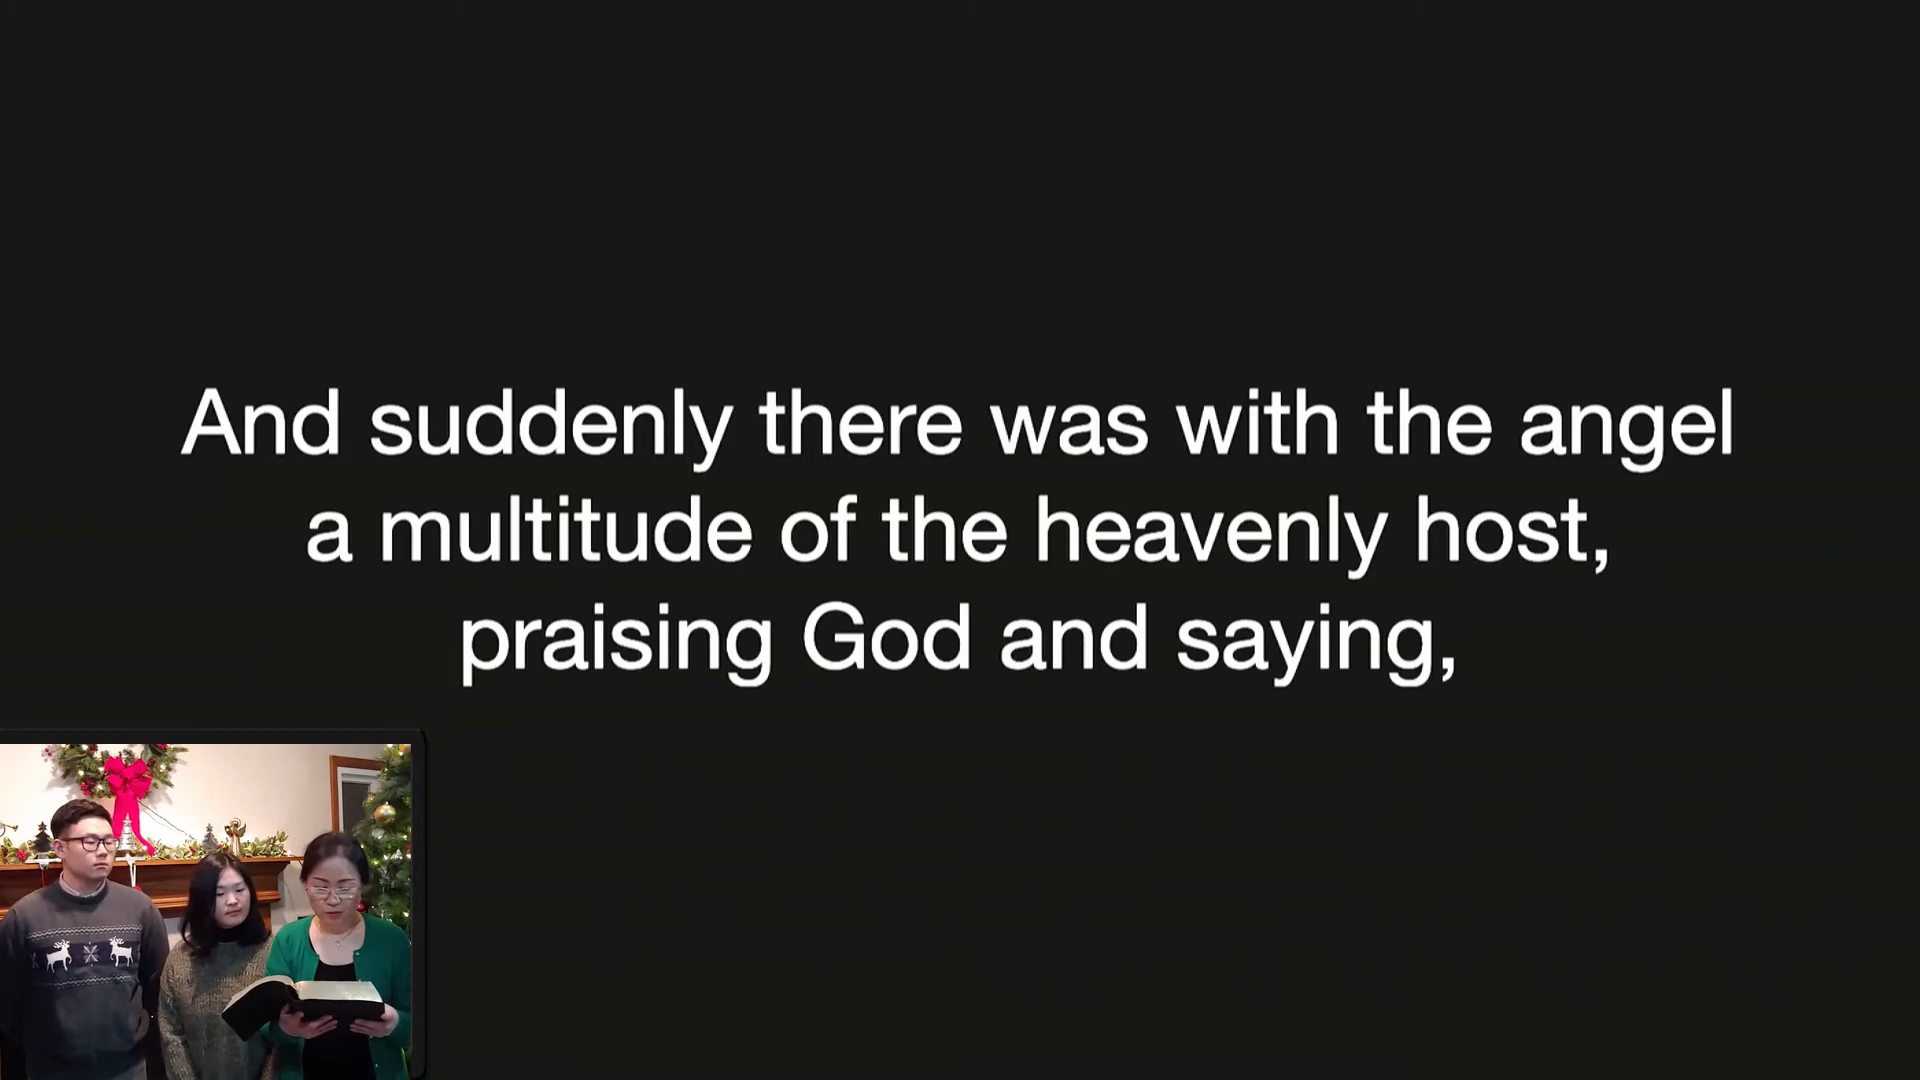 And suddenly there was with the angel
a multitude of the heavenly host,
praising God and saying,